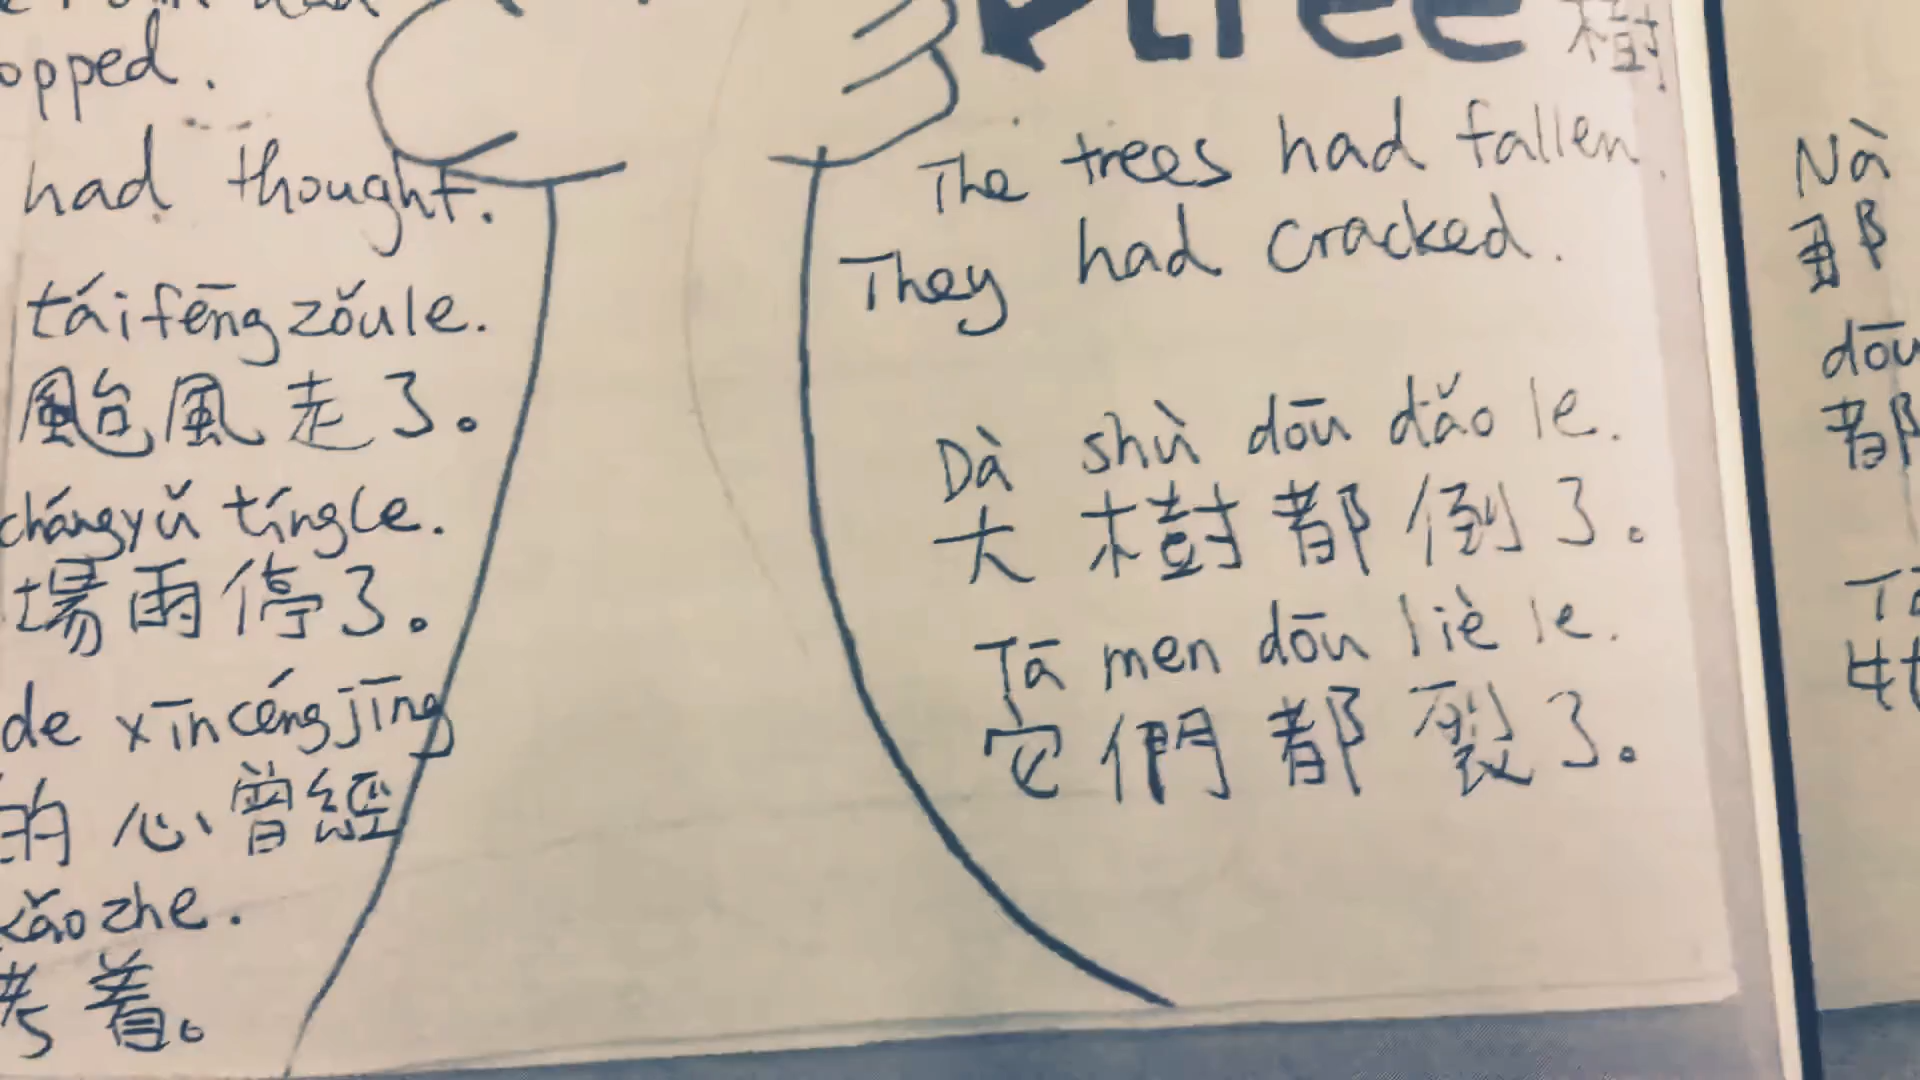 opped.
had thought.
táifēng zǒule.
颱風走了。
chángyǔ tíngle.
場雨停了。
de xīn céngjīng
的心曾經
kǎozhe.
考着。
tree 樹
The trees had fallen.
They had cracked.
Dà shù dōu dǎo le.
大樹都倒了。
Tā men dōu liè le.
它們都裂了。
Nà
那
dōu
都